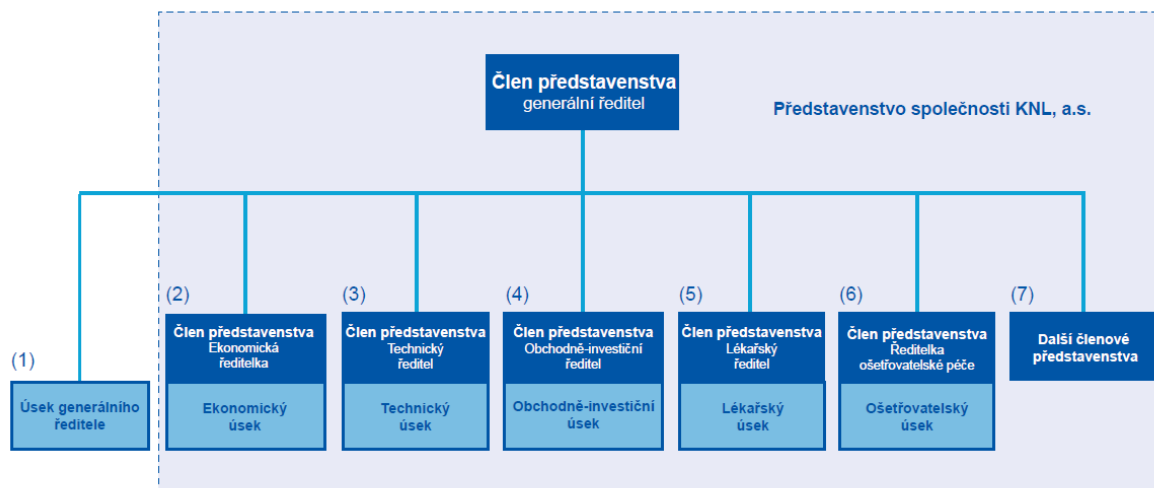 Člen představenstva
generální ředitel
Představenstvo společnosti KNL, a.s.
(1)
Úsek generálního
ředitele
(2)
Člen představenstva
Ekonomická
ředitelka
Ekonomický
úsek
(3)
Člen představenstva
Technický
ředitel
Technický
úsek
(4)
Člen představenstva
Obchodně-investiční
ředitel
Obchodně-investiční
úsek
(5)
Člen představenstva
Lékařský
ředitel
Lékařský
úsek
(6)
Člen představenstva
Ředitelka
ošetřovatelské péče
Ošetřovatelský
úsek
(7)
Další členové
představenstva